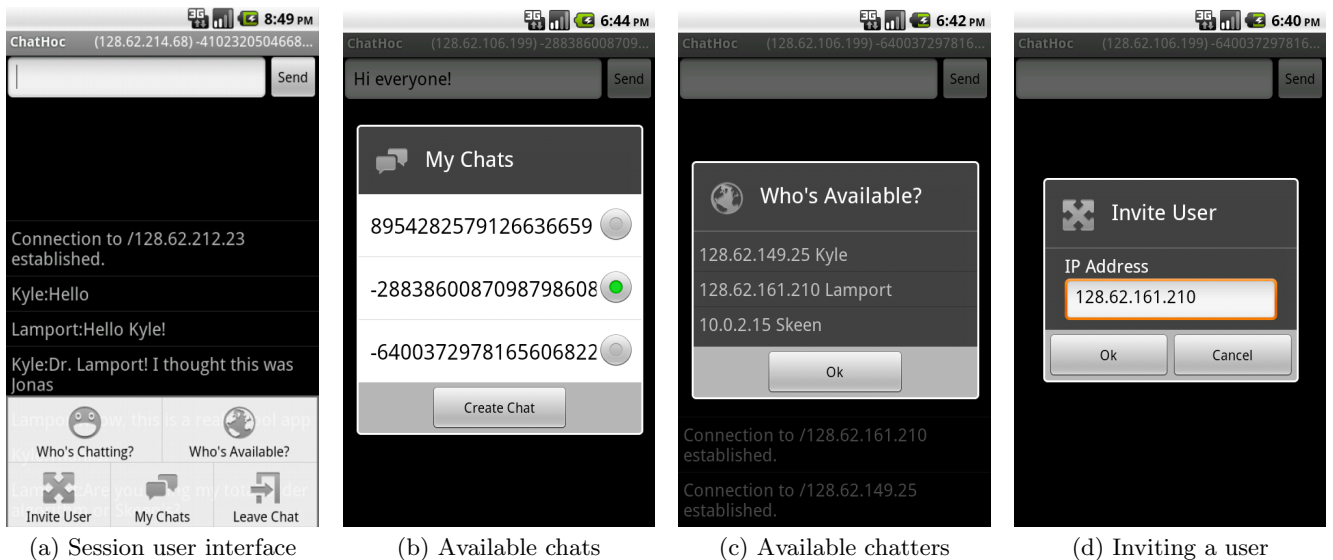 8:49 PM
ChatHoc (128.62.214.68) -4102320504668...
Send
Connection to /128.62.212.23
established.
Kyle:Hello
Lamport:Hello Kyle!
Kyle:Dr. Lamport! I thought this was
Jonas
Who's Chatting? Who's Available?
Invite User My Chats Leave Chat
(a) Session user interface
6:44 PM
ChatHoc (128.62.106.199) -288386008709...
Hi everyone! Send
My Chats
8954282579126636659
-2883860087098798608
-6400372978165606822
Create Chat
(b) Available chats
6:42 PM
ChatHoc (128.62.106.199) -640037297816...
Send
Who's Available?
128.62.149.25 Kyle
128.62.161.210 Lamport
10.0.2.15 Skeen
Ok
Connection to /128.62.161.210
established.
Connection to /128.62.149.25
established.
(c) Available chatters
6:40 PM
ChatHoc (128.62.106.199) -640037297816...
Send
Invite User
IP Address
128.62.161.210
Ok Cancel
(d) Inviting a user